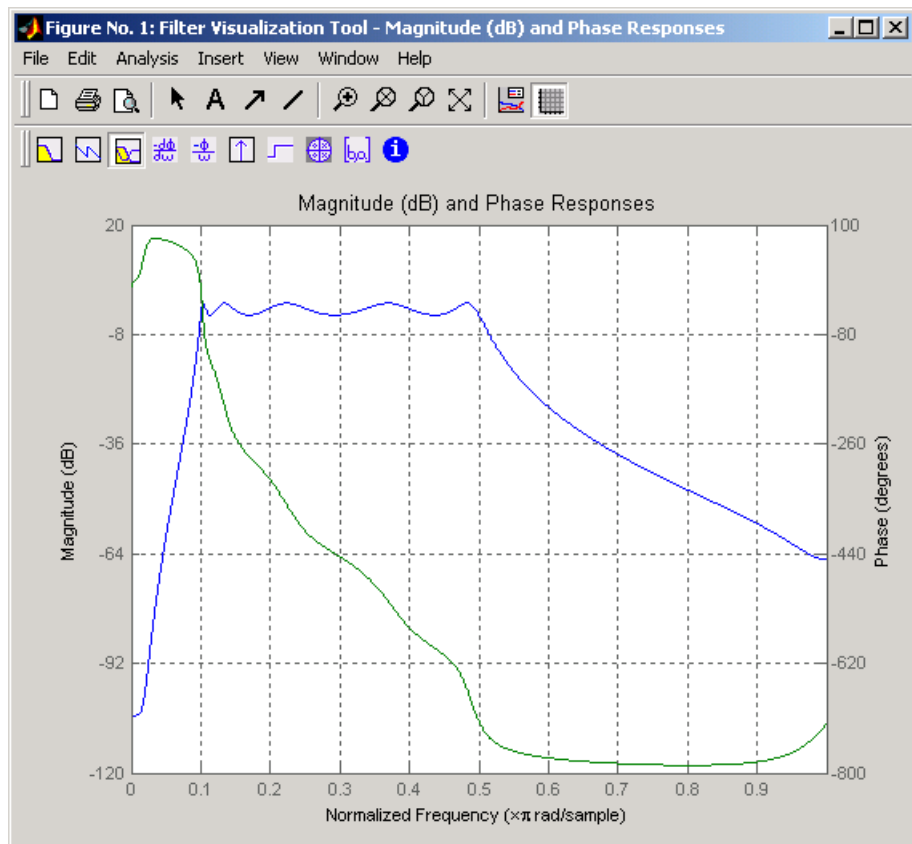 Figure No. 1: Filter Visualization Tool - Magnitude (dB) and Phase Responses
File Edit Analysis Insert View Window Help
A
-dϕ
dω
-ϕ
ω
[b,a]
i
Magnitude (dB) and Phase Responses
20
-8
-36
-64
-92
-120
Magnitude (dB)
100
-80
-260
-440
-620
-800
Phase (degrees)
0 0.1 0.2 0.3 0.4 0.5 0.6 0.7 0.8 0.9 0
Normalized Frequency (×π rad/sample)